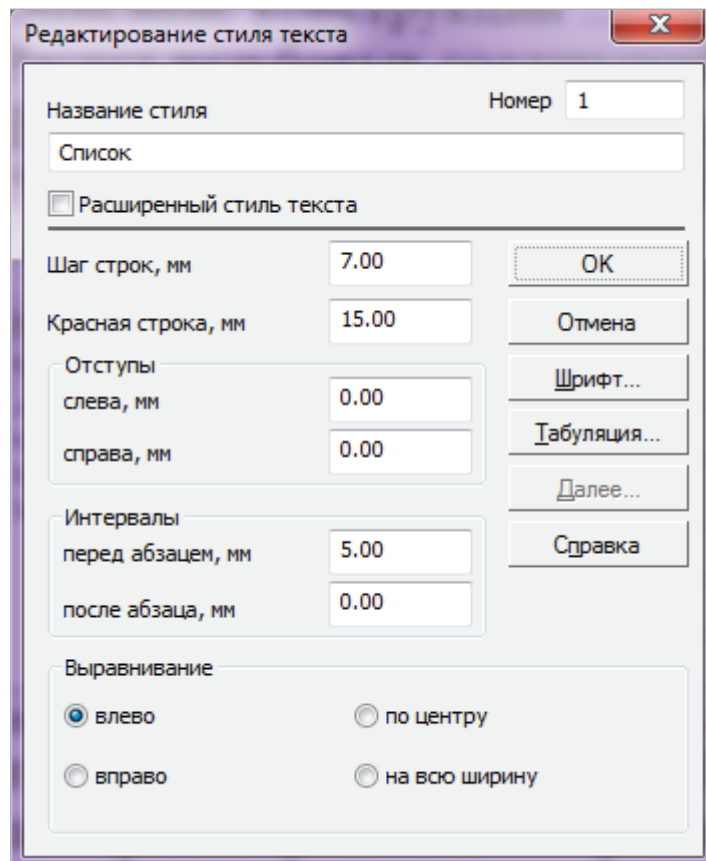 Редактирование стиля текста
Номер 1
Название стиля
Список
Расширенный стиль текста
Шаг строк, мм 7.00 OK
Красная строка, мм 15.00 Отмена
Отступы Шрифт...
слева, мм 0.00
Табуляция...
справа, мм 0.00
Далее...
Интервалы
перед абзацем, мм 5.00 Справка
после абзаца, мм 0.00
Выравнивание
влево по центру
вправо на всю ширину